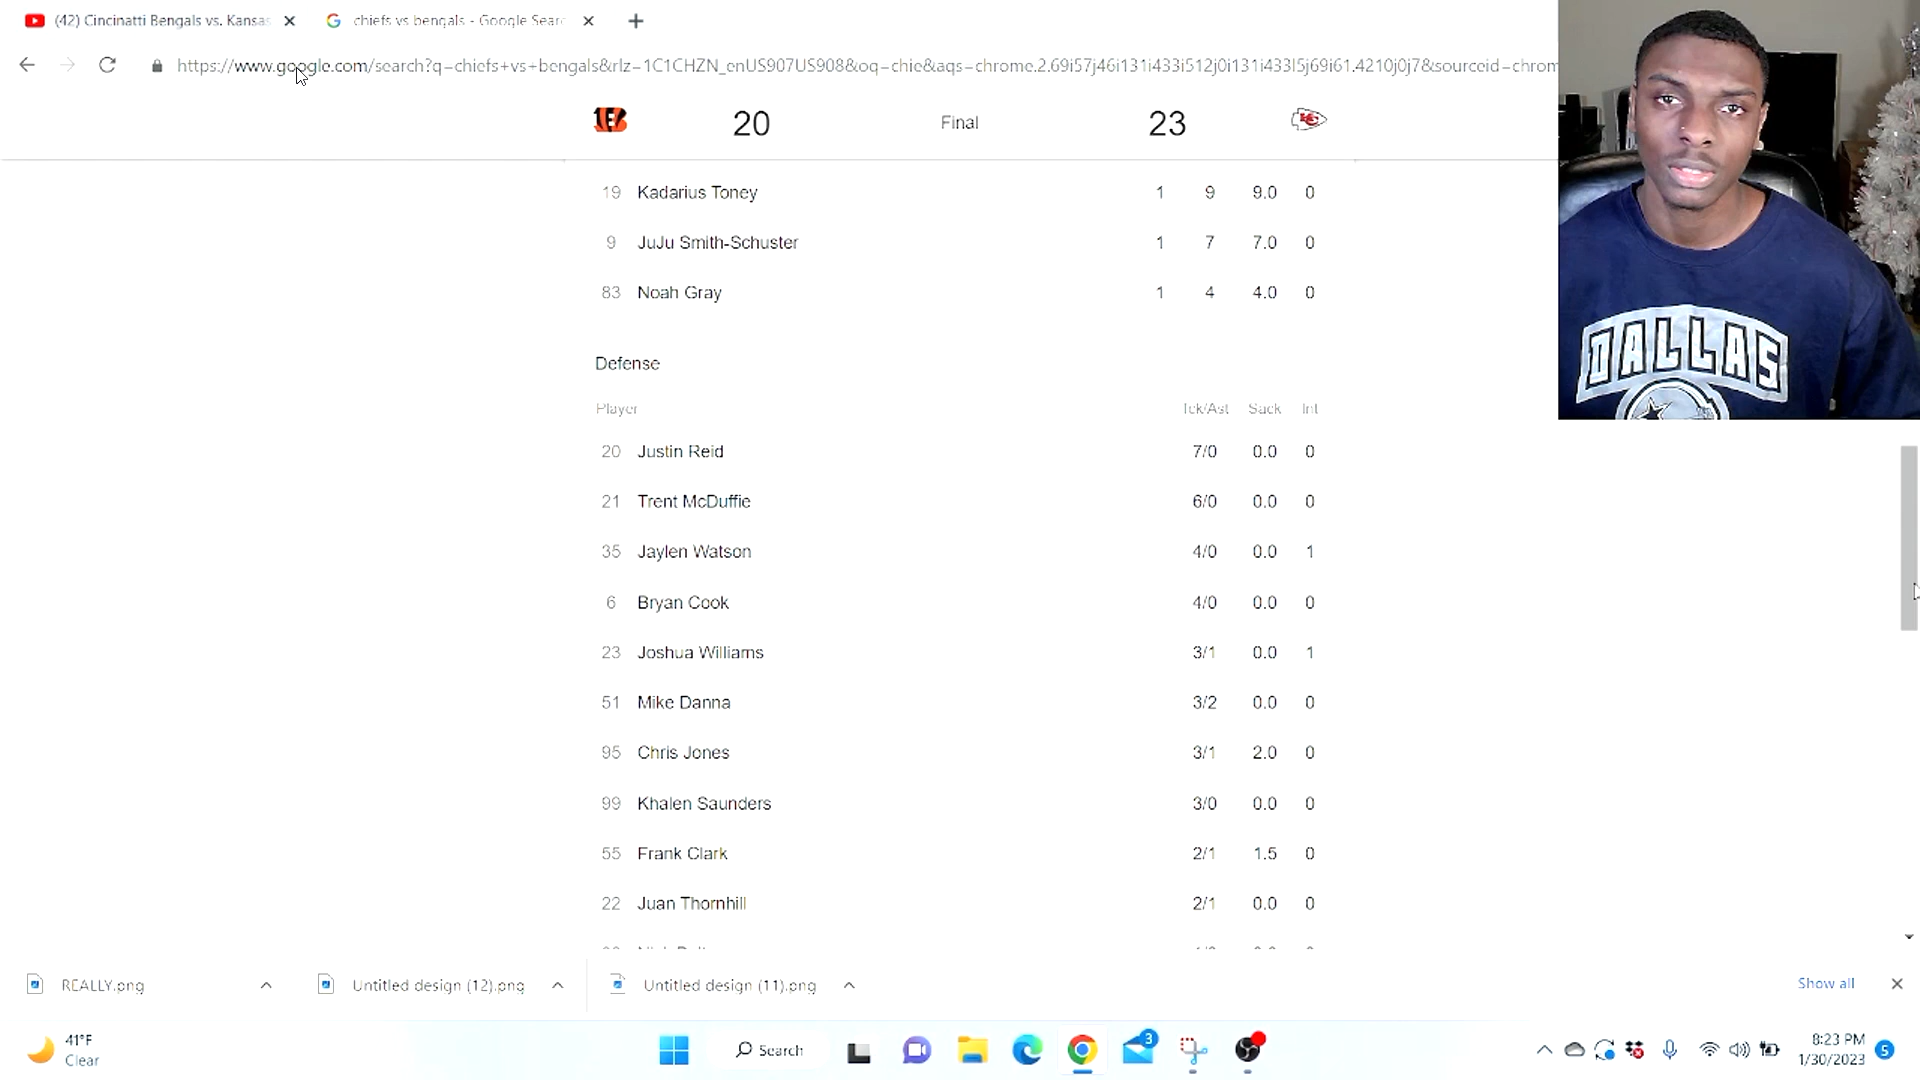 (42) Cincinatti Bengals vs. Kansas
chiefs vs bengals - Google Sear
https://www.google.com/search?q=chiefs+vs+bengals&rlz=1C1CHZN_enUS907US908&oq=chie&aqs=chrome.2.69i57j46i131i433i512j0i131i433l5j69i61.4210j0j7&sourceid=chrom
20 Final 23
19 Kadarius Toney 1 9 9.0 0
9 JuJu Smith-Schuster 1 7 7.0 0
83 Noah Gray 1 4 4.0 0
Defense
Player Tck/Ast Sack Int
20 Justin Reid 7/0 0.0 0
21 Trent McDuffie 6/0 0.0 0
35 Jaylen Watson 4/0 0.0 1
6 Bryan Cook 4/0 0.0 0
23 Joshua Williams 3/1 0.0 1
51 Mike Danna 3/2 0.0 0
95 Chris Jones 3/1 2.0 0
99 Khalen Saunders 3/0 0.0 0
55 Frank Clark 2/1 1.5 0
22 Juan Thornhill 2/1 0.0 0
DALLAS
REALLY.png
Untitled design (12).png
Untitled design (11).png
Show all
41°F
Clear
Search
3
8:23 PM
1/30/2023
5